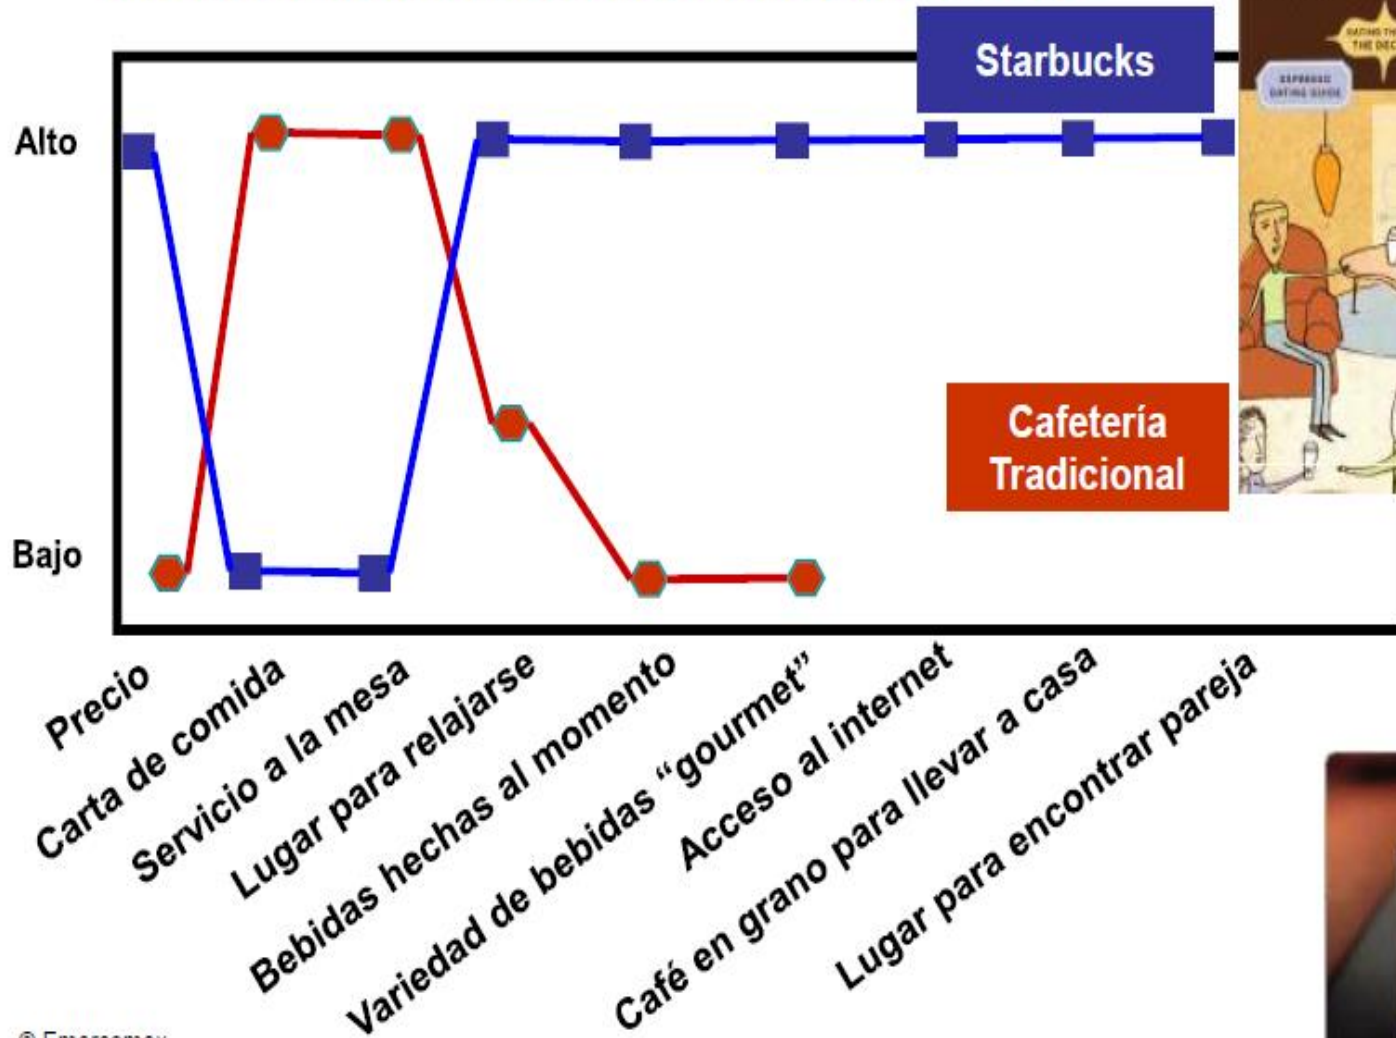 Starbucks
Alto
Cafetería
Tradicional
Bajo
Precio
Carta de comida
Servicio a la mesa
Lugar para relajarse
Bebidas hechas al momento
Variedad de bebidas “gourmet”
Acceso al internet
Café en grano para llevar a casa
Lugar para encontrar pareja